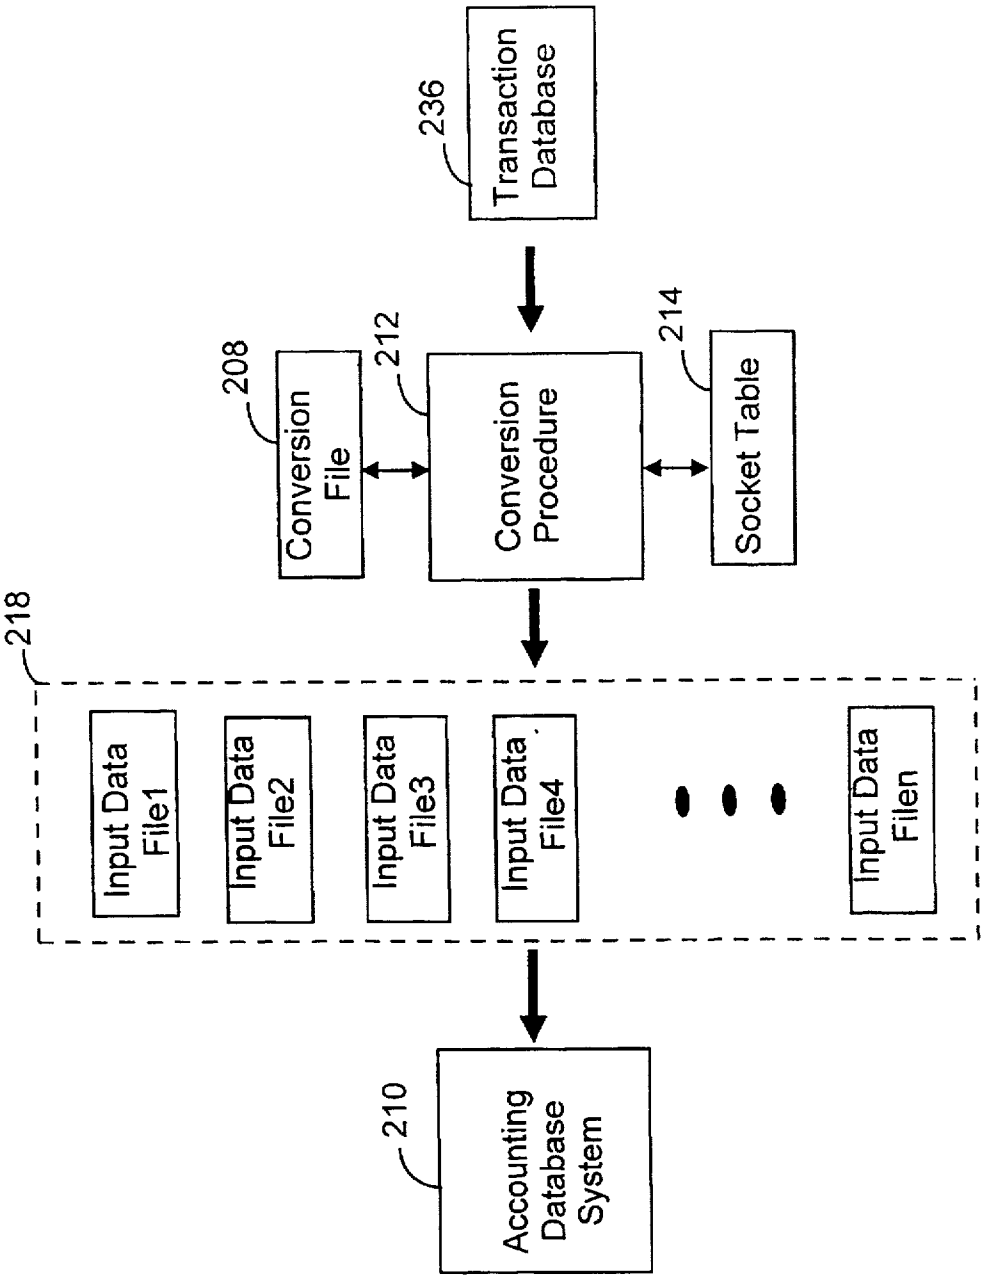 210
Accounting
Database
System
218
Input Data
File1
Input Data
File2
Input Data
File3
Input Data
File4
Input Data
Filen
208
Conversion
File
212
Conversion
Procedure
214
Socket Table
236
Transaction
Database